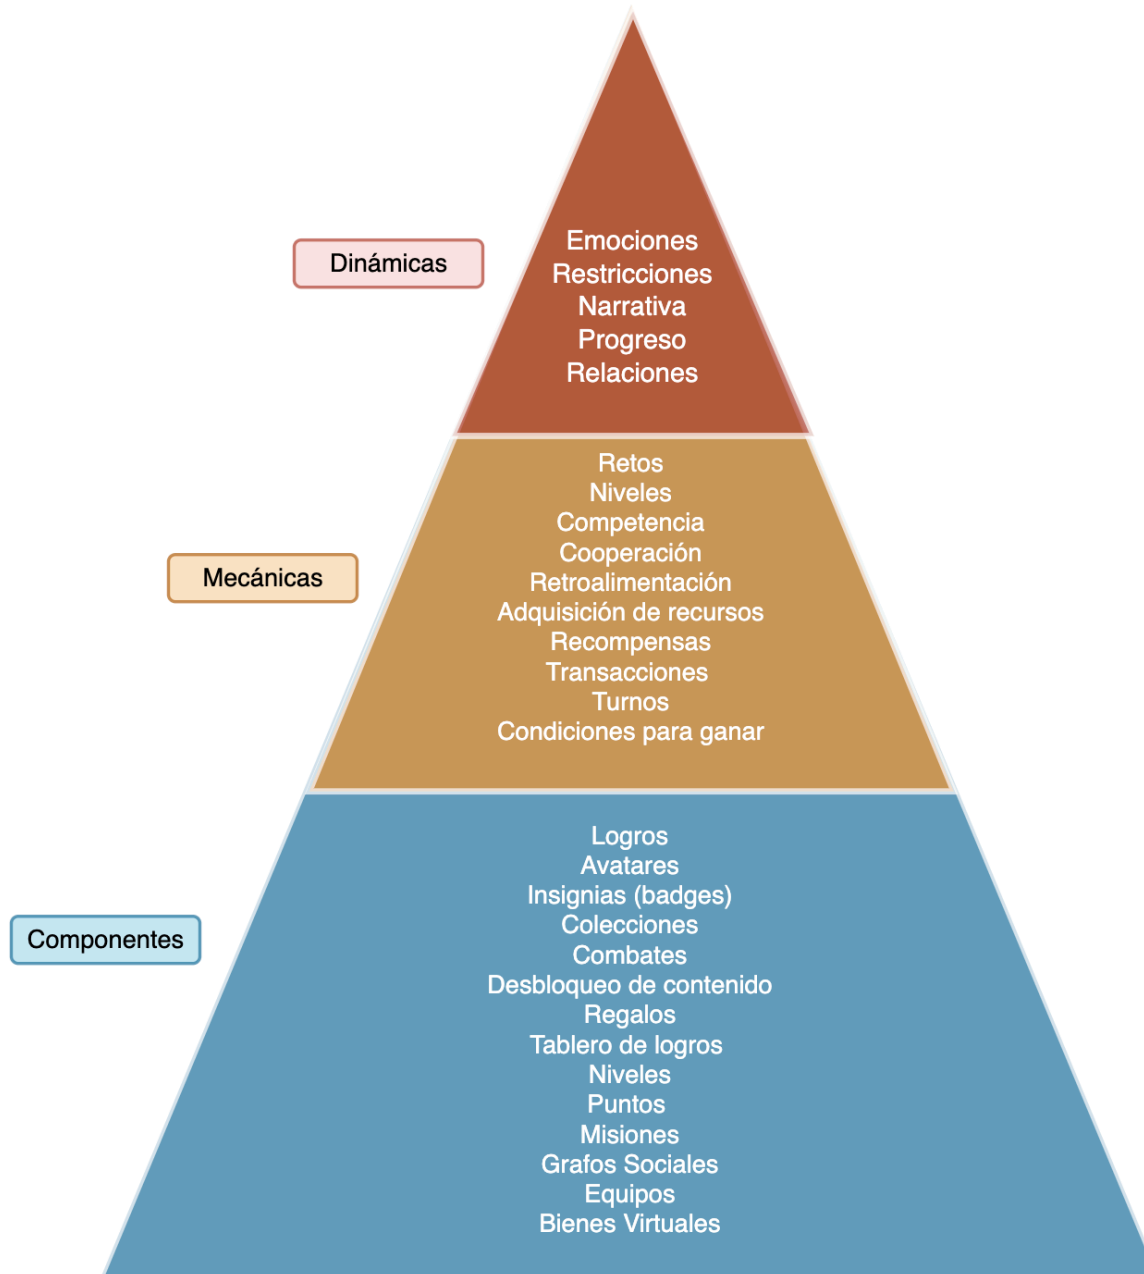 Dinámicas
Emociones
Restricciones
Narrativa
Progreso
Relaciones
Mecánicas
Retos
Niveles
Competencia
Cooperación
Retroalimentación
Adquisición de recursos
Recompensas
Transacciones
Turnos
Condiciones para ganar
Componentes
Logros
Avatares
Insignias (badges)
Colecciones
Combates
Desbloqueo de contenido
Regalos
Tablero de logros
Niveles
Puntos
Misiones
Grafos Sociales
Equipos
Bienes Virtuales